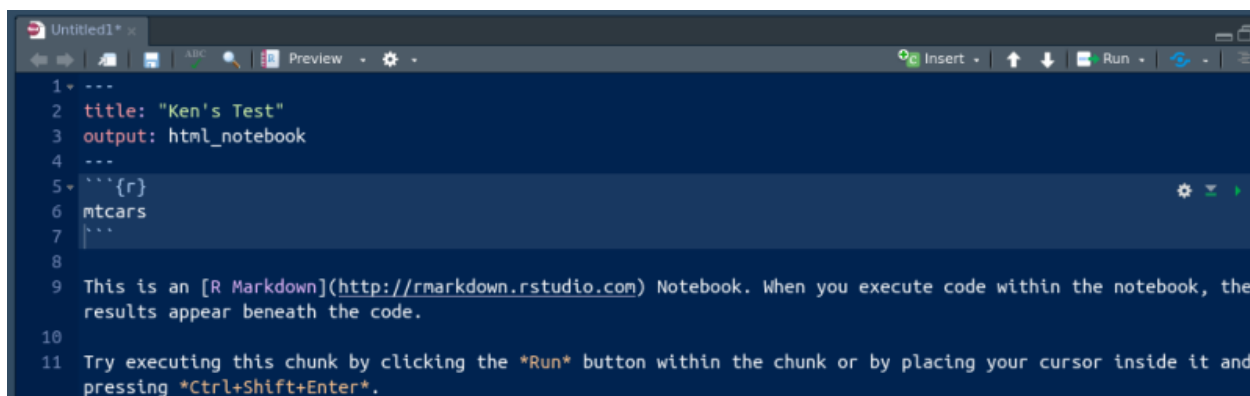 Untitled1*
ABC Preview Insert Run
1 ---
2 title: "Ken's Test"
3 output: html_notebook
4 ---
5 ```{r}
6 mtcars
7 ```
8
9 This is an [R Markdown](http://rmarkdown.rstudio.com) Notebook. When you execute code within the notebook, the
results appear beneath the code.
10
11 Try executing this chunk by clicking the *Run* button within the chunk or by placing your cursor inside it and
pressing *Ctrl+Shift+Enter*.